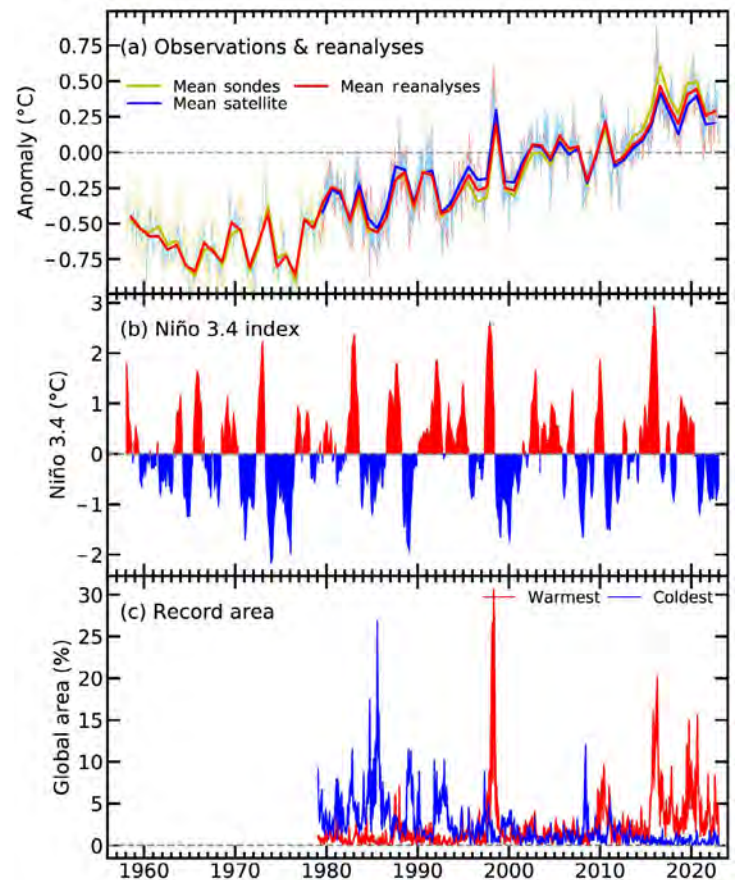 (a) Observations & reanalyses
Mean sondes
Mean reanalyses
Mean satellite
Anomaly (°C)
0.75
0.50
0.25
0.00
−0.25
−0.50
−0.75
(b) Niño 3.4 index
Niño 3.4 (°C)
3
2
1
0
−1
−2
(c) Record area
Warmest
Coldest
Global area (%)
30
25
20
15
10
5
0
1960 1970 1980 1990 2000 2010 2020